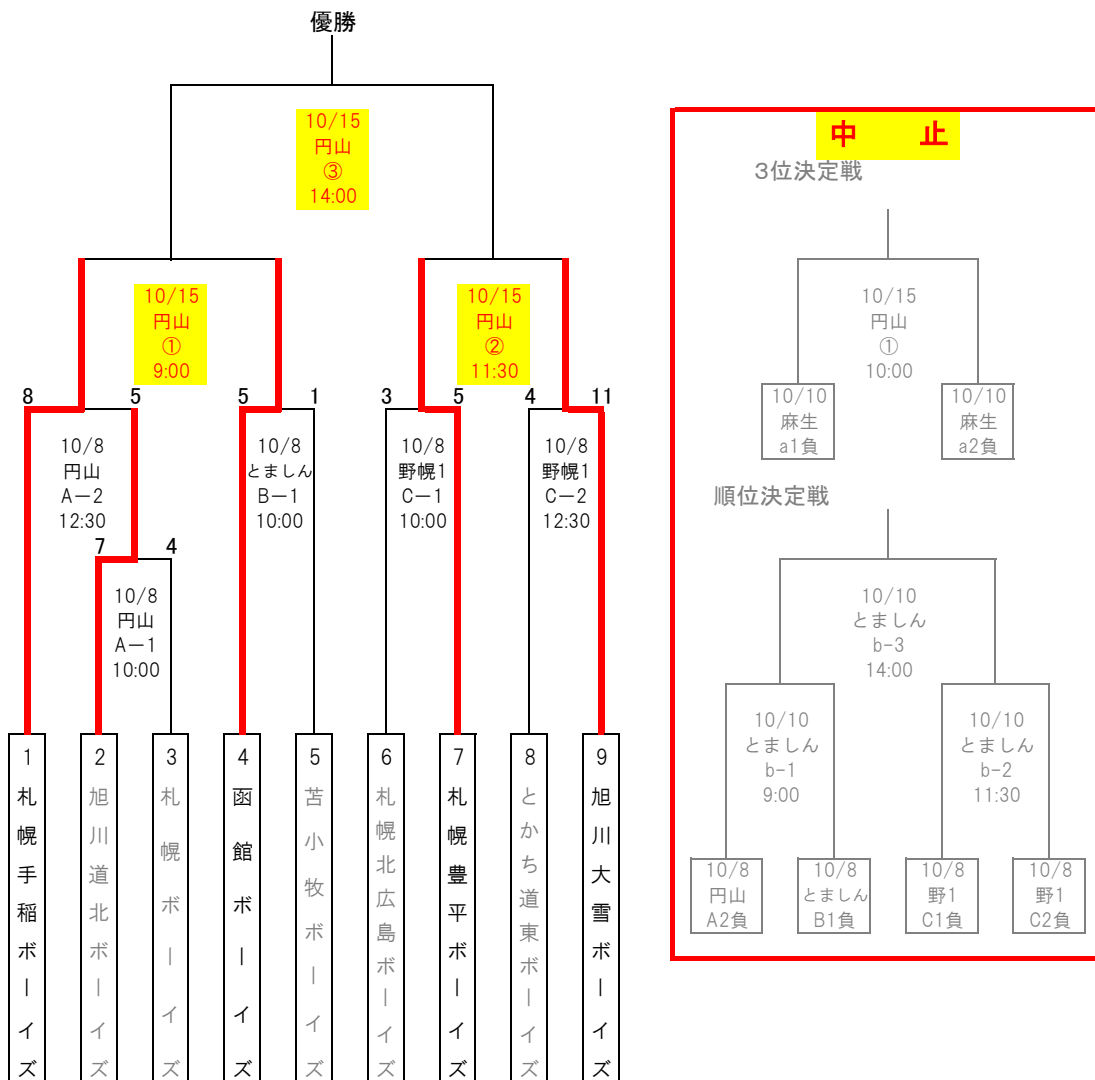 優勝
10/15
円山
③
14:00
10/15
円山
①
9:00
10/15
円山
②
11:30
8 5 5 1 3 5 4 11
10/8
円山
A－2
12:30
10/8
とましん
B－1
10:00
10/8
野幌1
C－1
10:00
10/8
野幌1
C－2
12:30
7 4
10/8
円山
A－1
10:00
1 札幌手稲ボーイズ
2 旭川道北ボーイズ
3 札幌ボーイズ
4 函館ボーイズ
5 苫小牧ボーイズ
6 札幌北広島ボーイズ
7 札幌豊平ボーイズ
8 とかち道東ボーイズ
9 旭川大雪ボーイズ
中 止
3位決定戦
10/15
円山
①
10:00
10/10
麻生
a1負
10/10
麻生
a2負
順位決定戦
10/10
とましん
b-3
14:00
10/10
とましん
b-1
9:00
10/10
とましん
b-2
11:30
10/8
円山
A2負
10/8
とましん
B1負
10/8
野1
C1負
10/8
野1
C2負